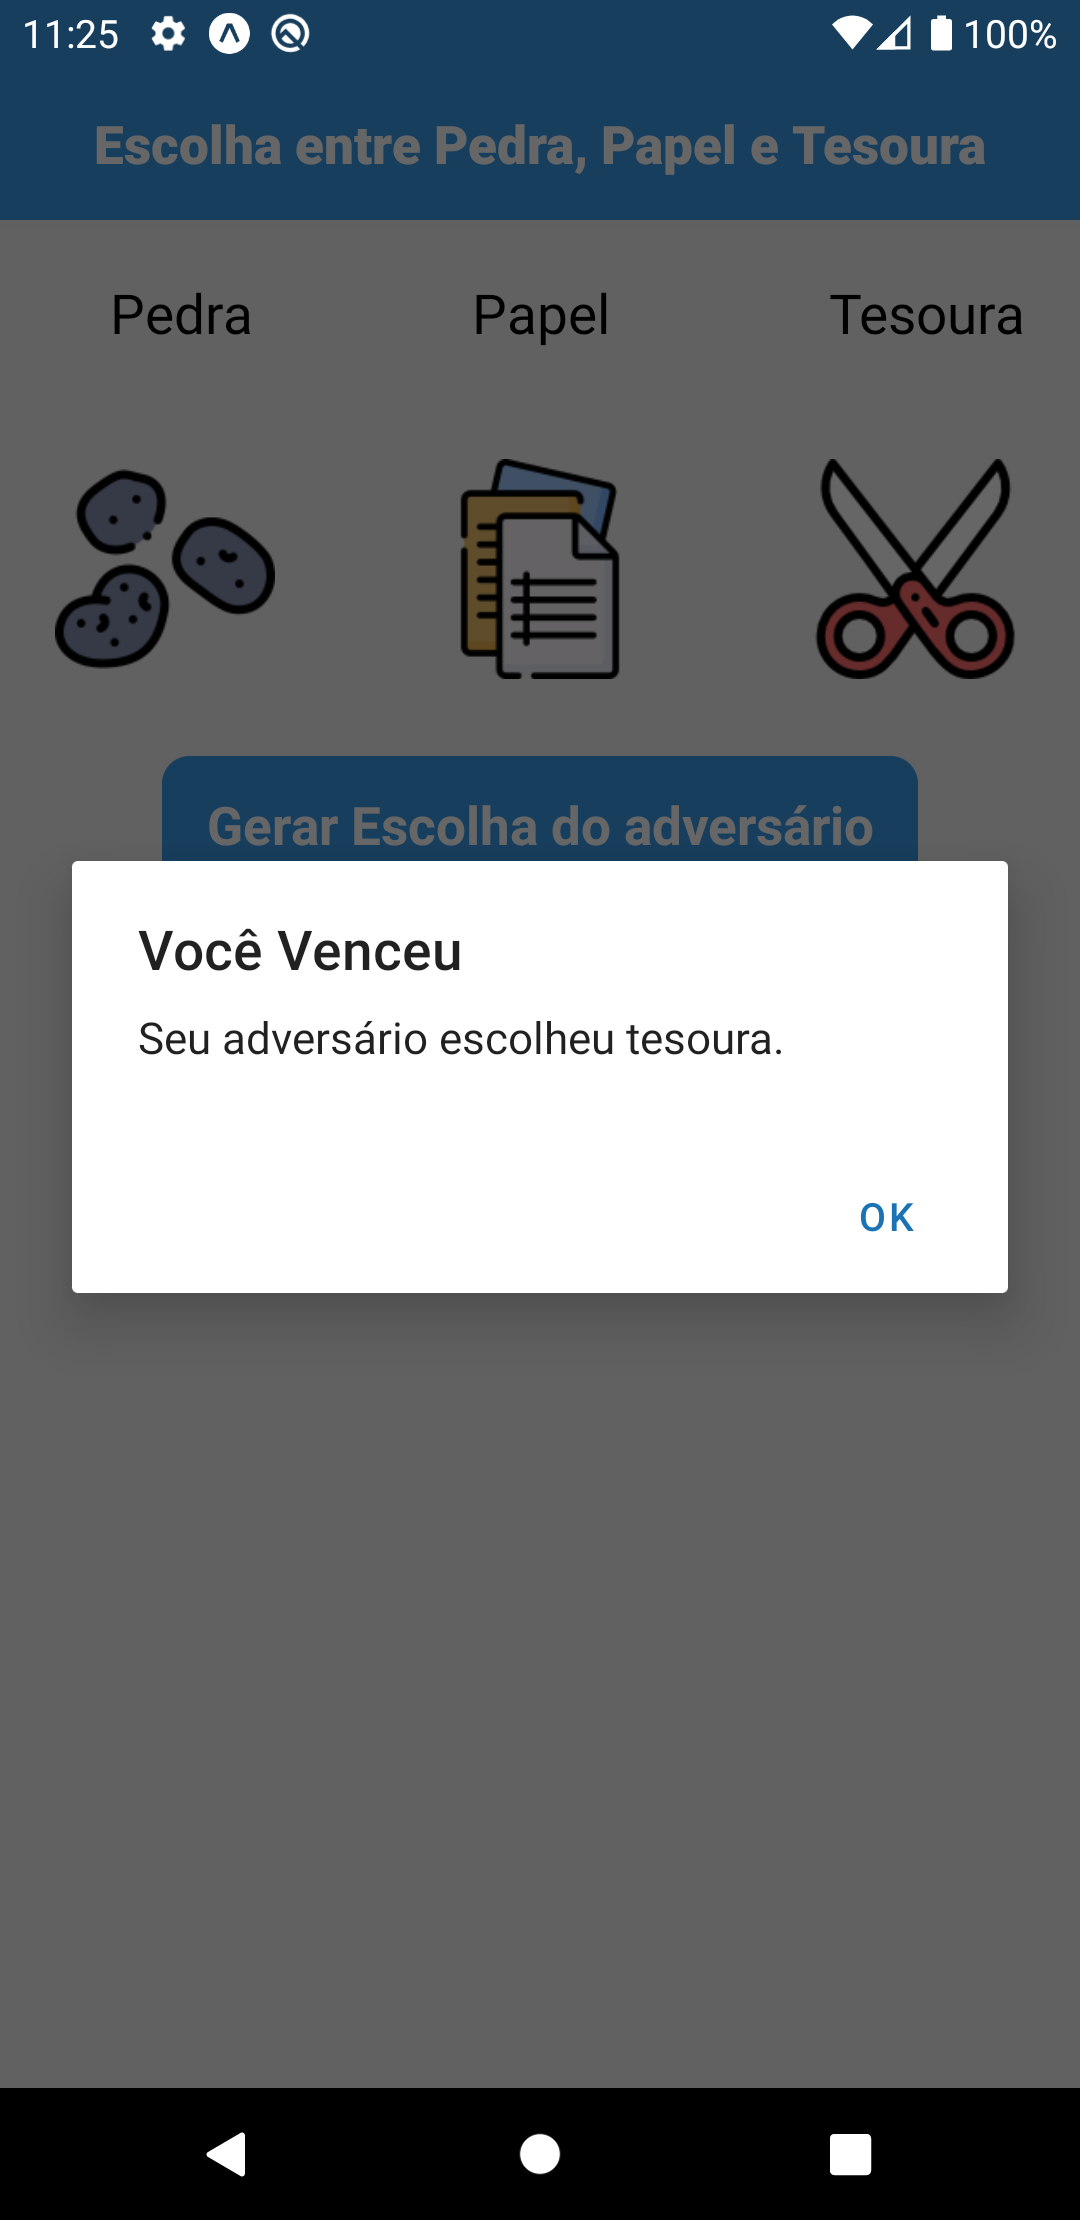 11:25 100%
Escolha entre Pedra, Papel e Tesoura
Pedra Papel Tesoura
Gerar Escolha do adversário
Você Venceu
Seu adversário escolheu tesoura.
OK